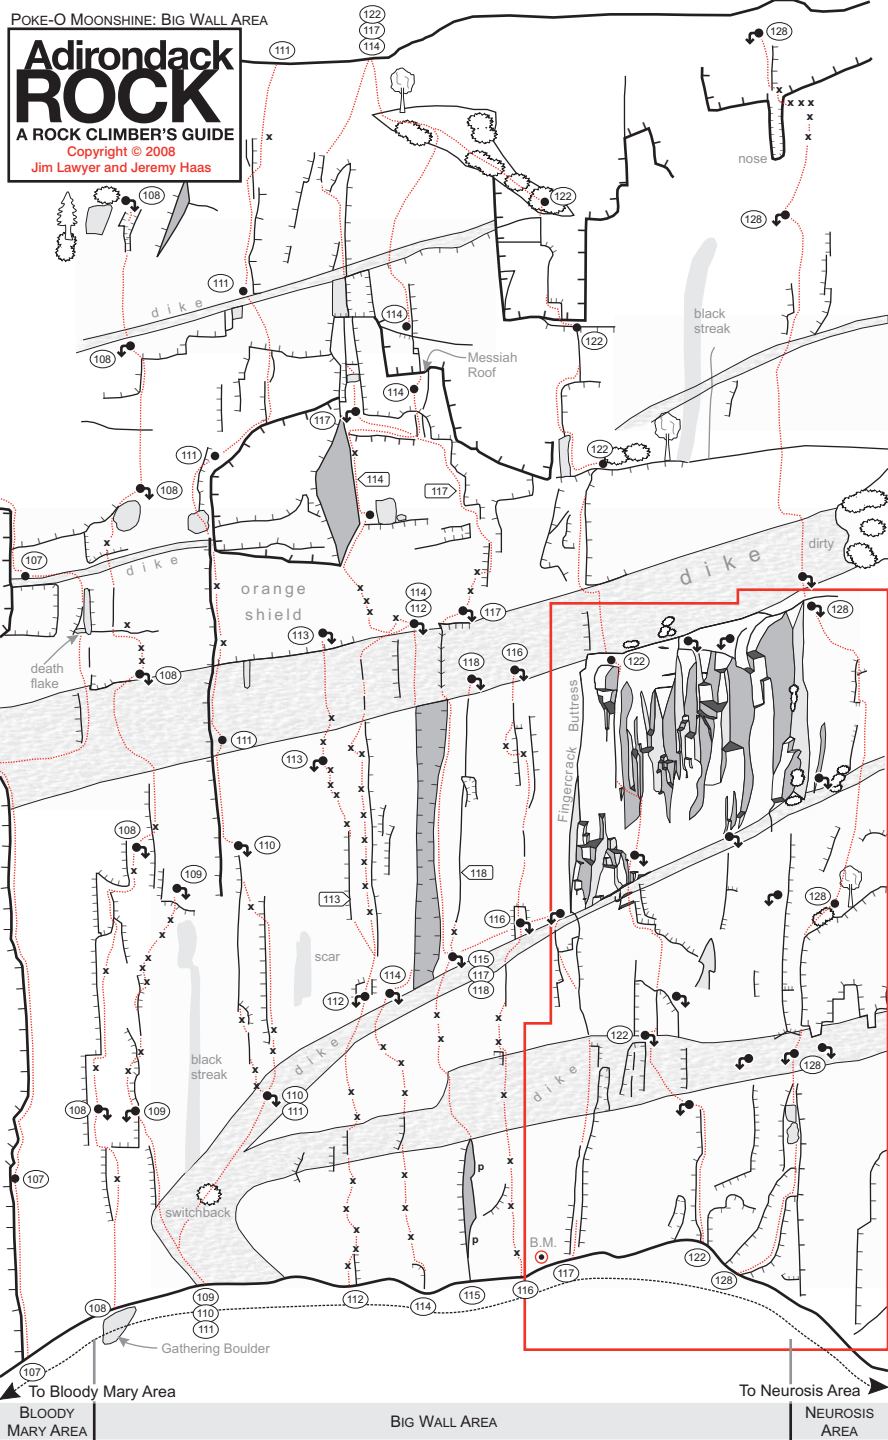 POKE-O MOONSHINE: BIG WALL AREA
Adirondack
ROCK
A ROCK CLIMBER'S GUIDE
Copyright © 2008
Jim Lawyer and Jeremy Haas
111
122
117
114
128
x
x x x
x
x
nose
108
122
128
111
dike
114
black
streak
122
108
Messiah
Roof
114
117
122
111
x
114
117
108
x
107
dike
dike
dirty
x
x
x
x
orange
shield
114
112
117
128
x
x
x
113
x
x
death
flake
116
118
122
108
Fingercrack Buttress
x
111
x
x
x
x
113
x
x
x
x
x
108
110
x
x
x
x
109
118
113
128
x
x
x
116
x
x
x
scar
x
x
115
117
118
114
112
x
x
x
x
122
dike
x
x
x
x
black
streak
x
x
x
128
dike
x
x
x
x
110
111
108
109
x
x
x
x
p
107
x
x
switchback
x
x
x
x
p
B.M.
x
x
122
117
128
116
109
110
111
112
114
115
108
Gathering Boulder
107
To Bloody Mary Area
To Neurosis Area
BLOODY
MARY AREA
BIG WALL AREA
NEUROSIS
AREA